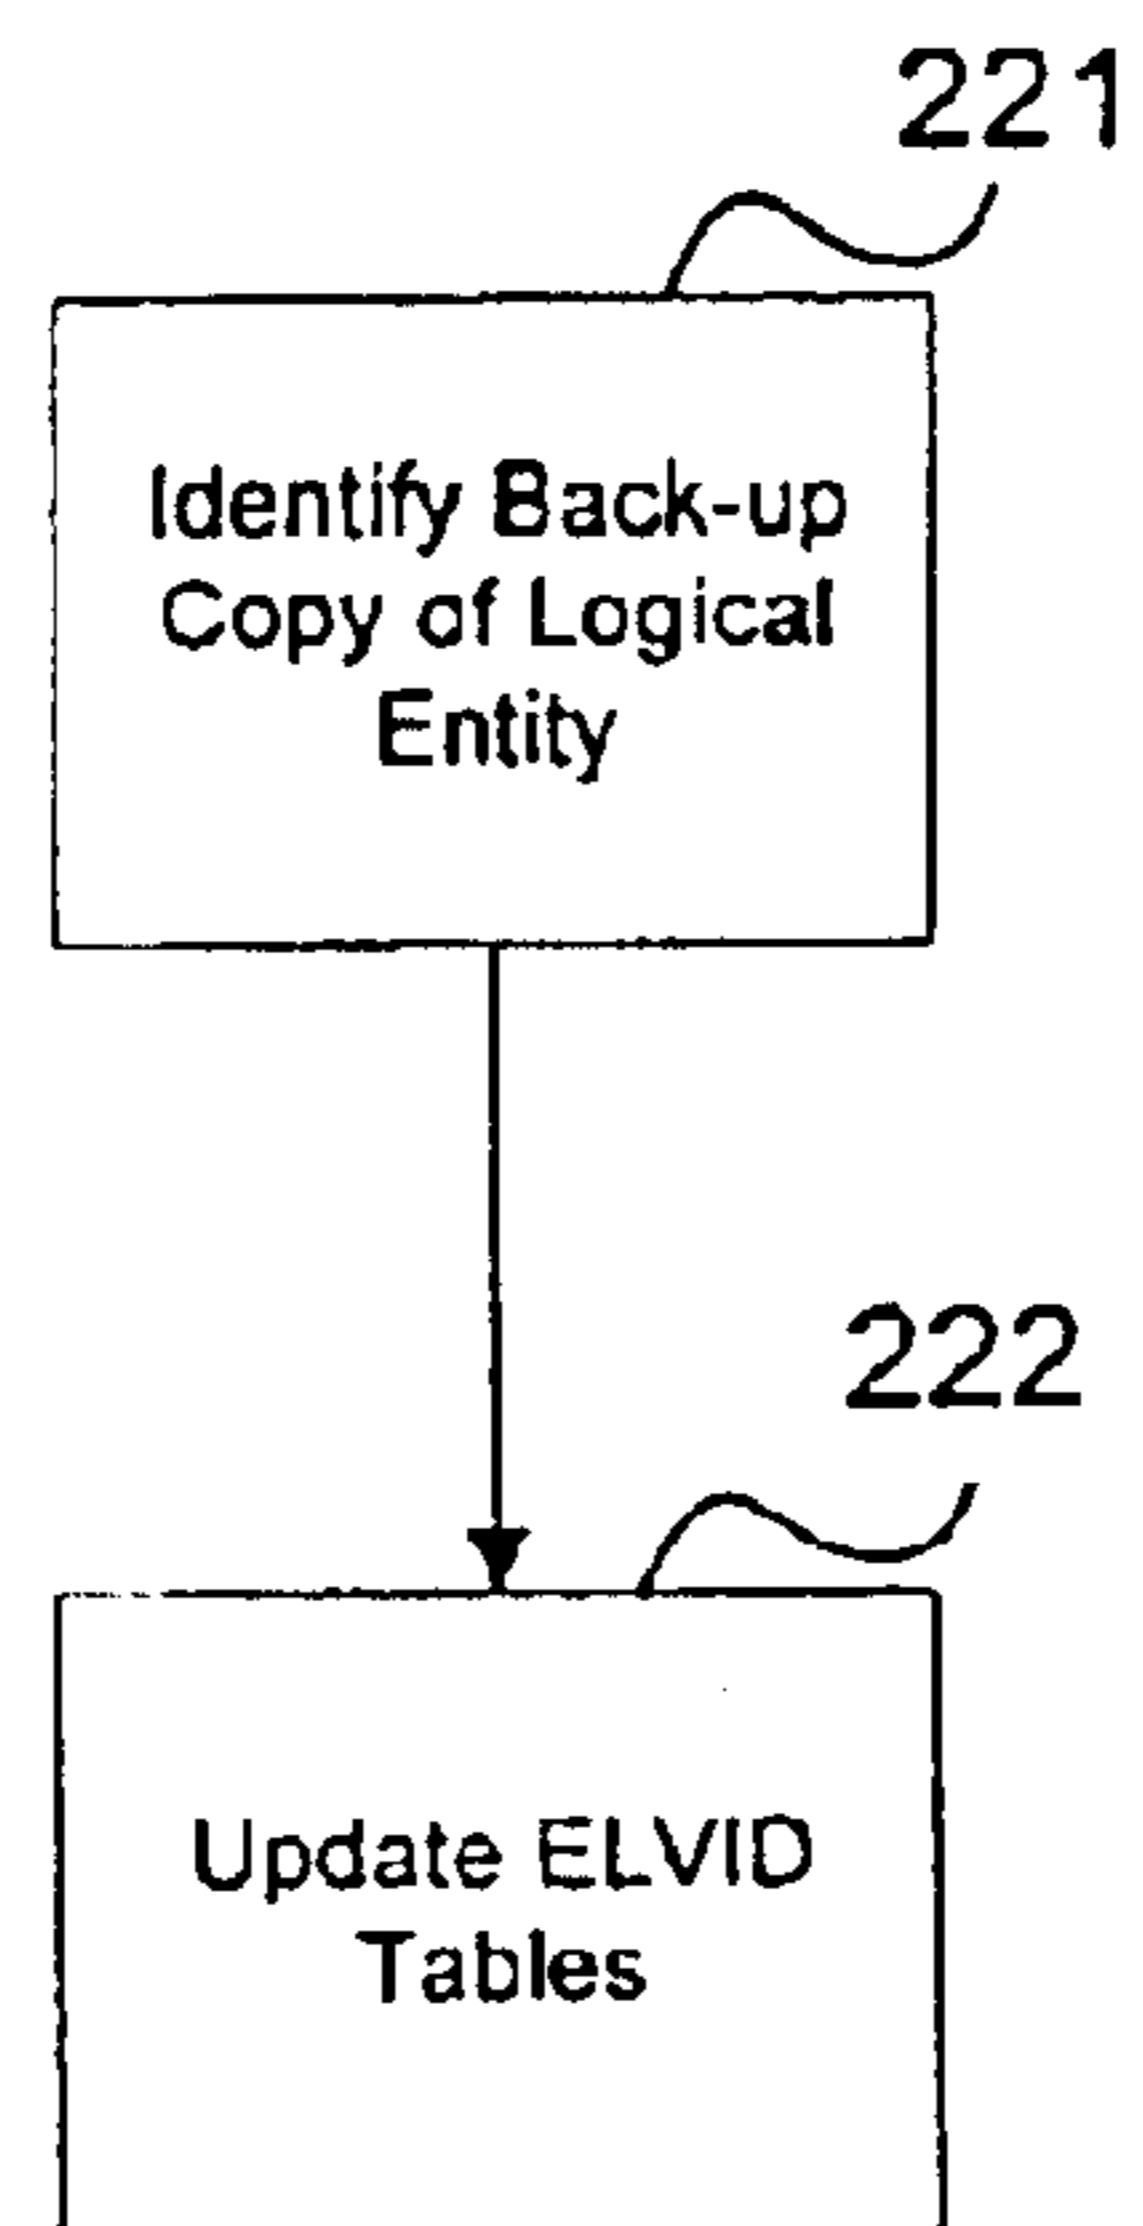 221
Identify Back-up
Copy of Logical
Entity
222
Update ELVID
Tables